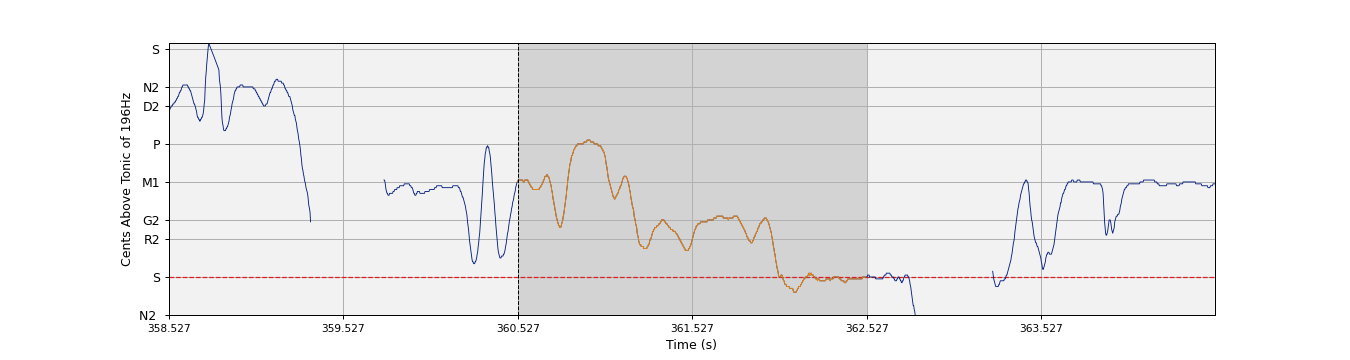 S
N2
D2
P
M1
G2
R2
S
N2
Cents Above Tonic of 196Hz
358.527 359.527 360.527 361.527 362.527 363.527
Time (s)